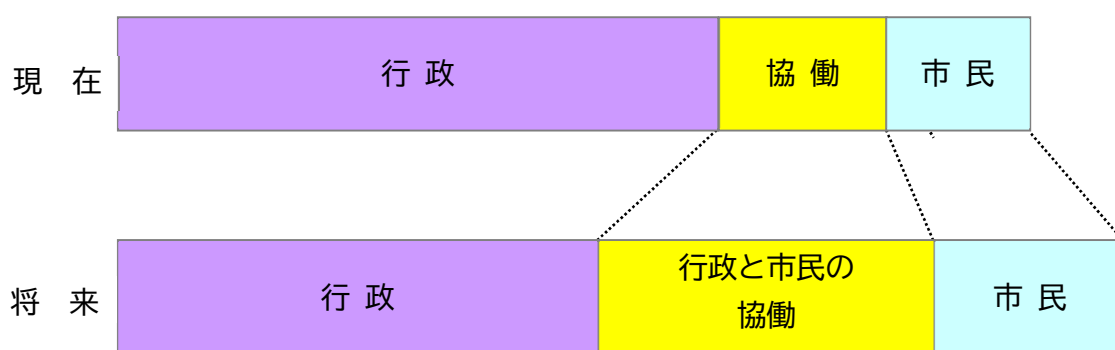 現 在
行 政
協 働
市 民
将 来
行 政
行政と市民の
協働
市 民